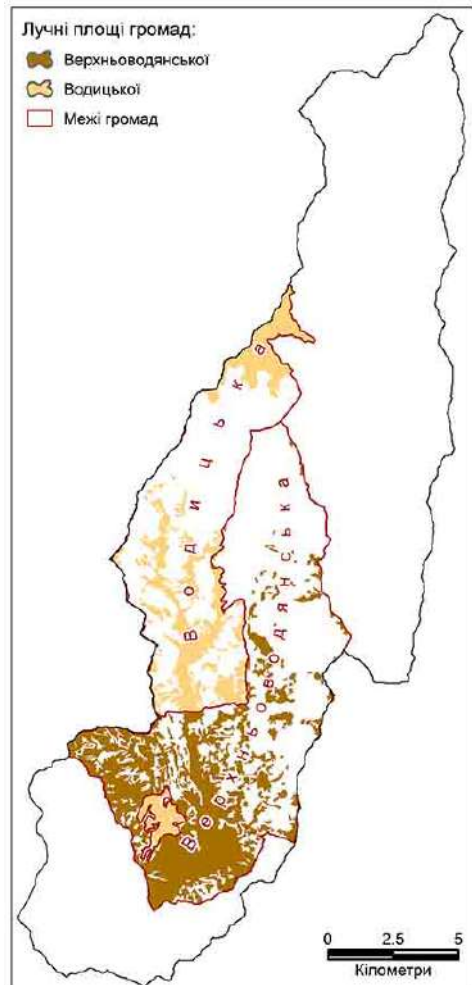 Лучні площі громад:
Верхньоводянської
Водицької
Межі громад
Водицька
Верхньоводянська
0 2.5 5
Кілометри